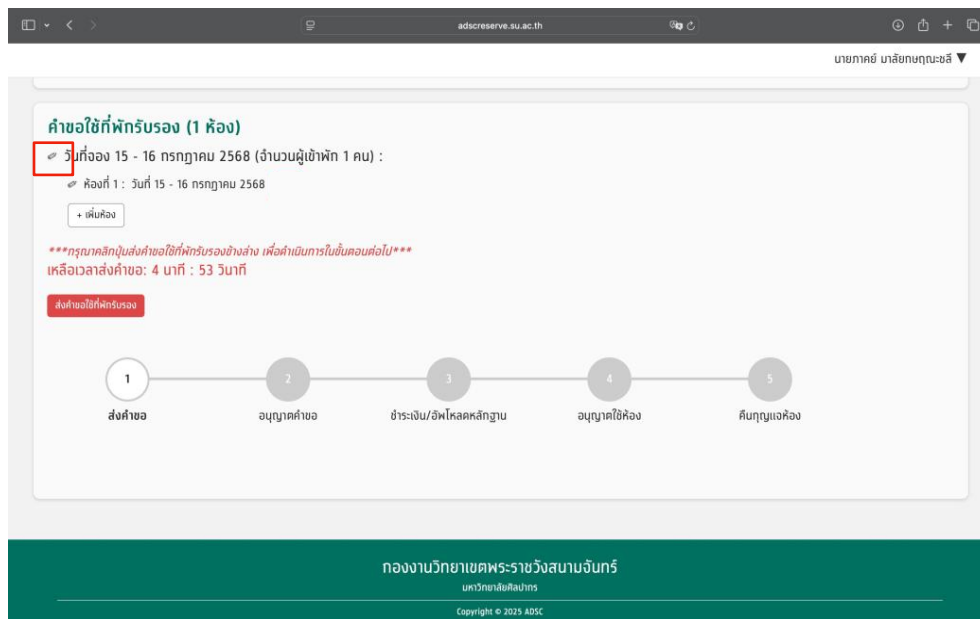 adscreserve.su.ac.th
นายภาคย์ มาลัยกษฤณะชลี ▼
คำขอใช้ที่พักรับรอง (1 ห้อง)
วันที่จอง 15 - 16 กรกฎาคม 2568 (จำนวนผู้เข้าพัก 1 คน) :
ห้องที่ 1 : วันที่ 15 - 16 กรกฎาคม 2568
+ เพิ่มห้อง
***กรุณาคลิกปุ่มส่งคำขอใช้ที่พักรับรองข้างล่าง เพื่อดำเนินการในขั้นตอนต่อไป***
เหลือเวลาส่งคำขอ: 4 นาที : 53 วินาที
ส่งคำขอใช้ที่พักรับรอง
1 2 3 4 5
ส่งคำขอ อนุญาตคำขอ ชำระเงิน/อัพโหลดหลักฐาน อนุญาตใช้ห้อง คืนกุญแจห้อง
กองงานวิทยาเขตพระราชวังสนามจันทร์
มหาวิทยาลัยศิลปากร
Copyright © 2025 ADSC